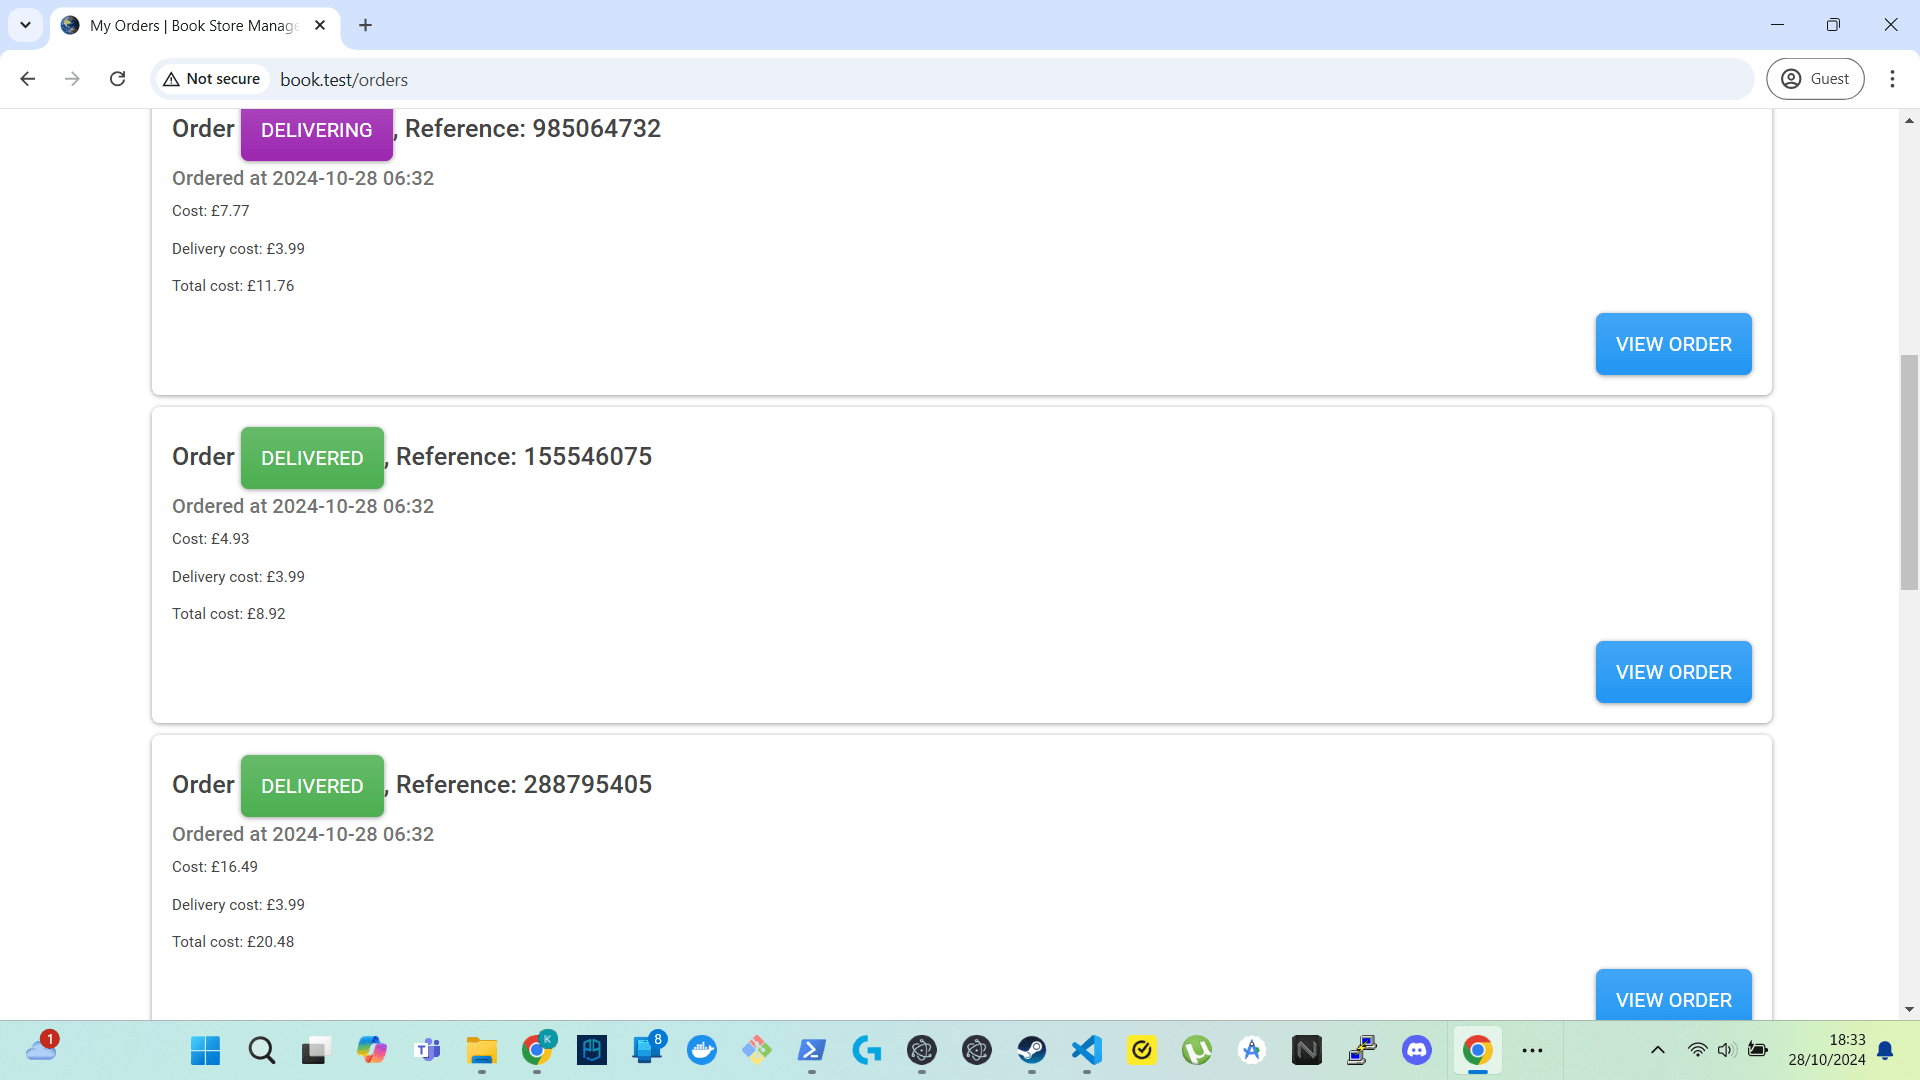 My Orders | Book Store Manage
Not secure
book.test/orders
Guest
Order DELIVERING, Reference: 985064732
Ordered at 2024-10-28 06:32
Cost: £7.77
Delivery cost: £3.99
Total cost: £11.76
VIEW ORDER
Order DELIVERED, Reference: 155546075
Ordered at 2024-10-28 06:32
Cost: £4.93
Delivery cost: £3.99
Total cost: £8.92
VIEW ORDER
Order DELIVERED, Reference: 288795405
Ordered at 2024-10-28 06:32
Cost: £16.49
Delivery cost: £3.99
Total cost: £20.48
VIEW ORDER
1
K
8
18:33
28/10/2024